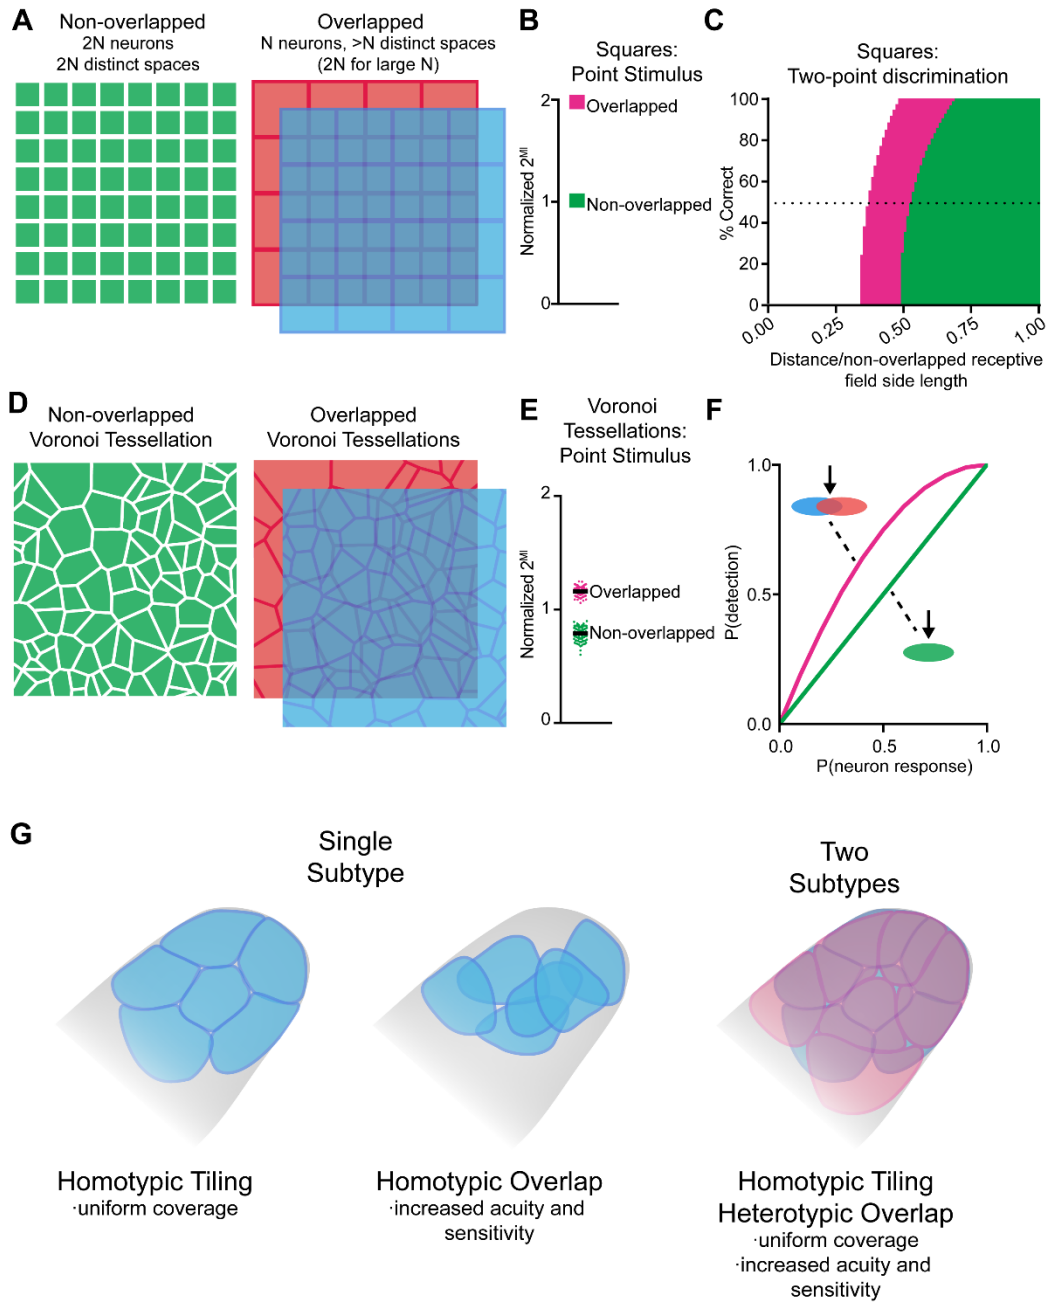 A
Non-overlapped
2N neurons
2N distinct spaces
Overlapped
N neurons, >N distinct spaces
(2N for large N)
B
Squares:
Point Stimulus
Normalized 2^MI
2
1
0
Overlapped
Non-overlapped
C
Squares:
Two-point discrimination
% Correct
100
80
60
40
20
0
0.00
0.25
0.50
0.75
1.00
Distance/non-overlapped receptive
field side length
D
Non-overlapped
Voronoi Tessellation
Overlapped
Voronoi Tessellations
E
Voronoi
Tessellations:
Point Stimulus
Normalized 2^MI
2
1
0
Overlapped
Non-overlapped
F
P(detection)
1.0
0.5
0.0
0.0
0.5
1.0
P(neuron response)
G
Single
Subtype
Two
Subtypes
Homotypic Tiling
·uniform coverage
Homotypic Overlap
·increased acuity and
sensitivity
Homotypic Tiling
Heterotypic Overlap
·uniform coverage
·increased acuity and
sensitivity